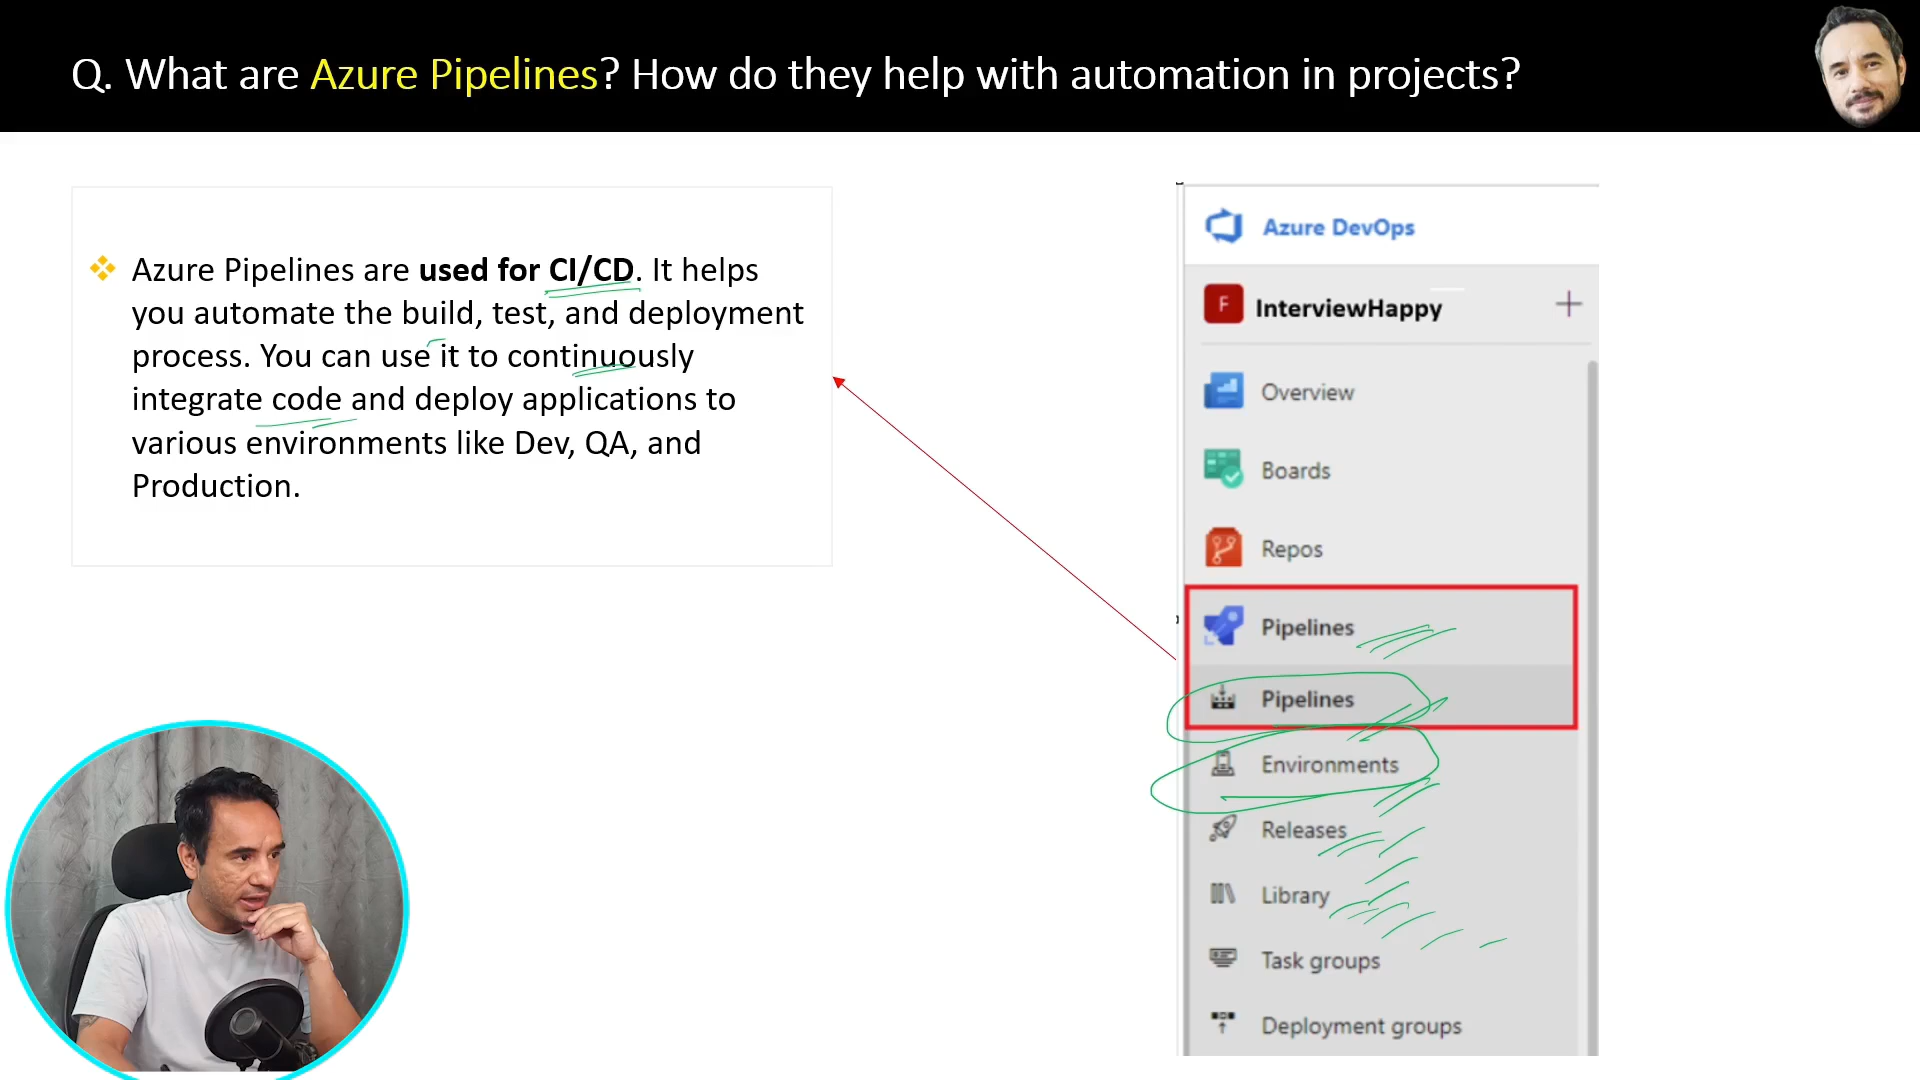 Q. What are Azure Pipelines? How do they help with automation in projects?
Azure Pipelines are used for CI/CD. It helps
you automate the build, test, and deployment
process. You can use it to continuously
integrate code and deploy applications to
various environments like Dev, QA, and
Production.
Azure DevOps
F InterviewHappy +
Overview
Boards
Repos
Pipelines
Pipelines
Environments
Releases
Library
Task groups
Deployment groups